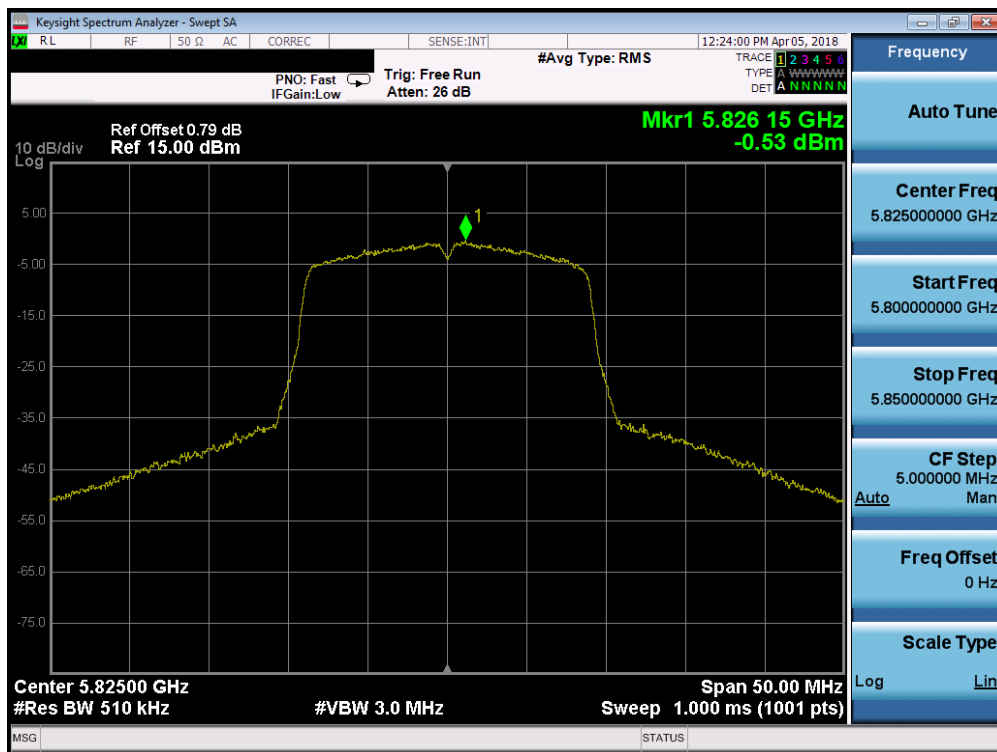 Keysight Spectrum Analyzer - Swept SA
LXI RL RF 50 Ω AC CORREC SENSE:INT 12:24:00 PM Apr 05, 2018
#Avg Type: RMS
TRACE 1 2 3 4 5 6
PNO: Fast Trig: Free Run TYPE A WWWWW
IFGain:Low Atten: 26 dB DET A N N N N N
Mkr1 5.826 15 GHz
-0.53 dBm
Ref Offset 0.79 dB
10 dB/div Ref 15.00 dBm
Log
1
5.00
-5.00
-15.0
-25.0
-35.0
-45.0
-55.0
-65.0
-75.0
Center 5.82500 GHz Span 50.00 MHz
#Res BW 510 kHz #VBW 3.0 MHz Sweep 1.000 ms (1001 pts)
MSG STATUS
Frequency
Auto Tune
Center Freq
5.825000000 GHz
Start Freq
5.800000000 GHz
Stop Freq
5.850000000 GHz
CF Step
5.000000 MHz
Auto Man
Freq Offset
0 Hz
Scale Type
Log Lin